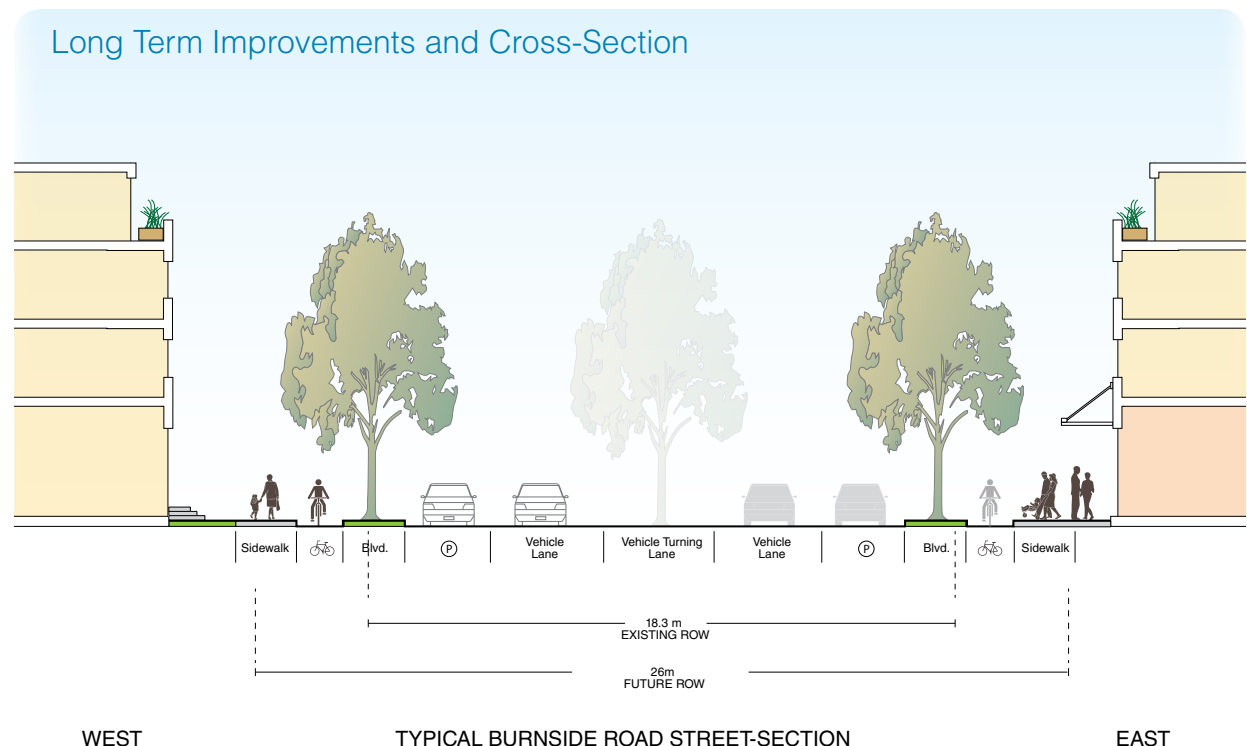 Long Term Improvements and Cross-Section
Sidewalk
Blvd.
P
Vehicle
Lane
Vehicle Turning
Lane
Vehicle
Lane
P
Blvd.
Sidewalk
18.3 m
EXISTING ROW
26m
FUTURE ROW
WEST
TYPICAL BURNSIDE ROAD STREET-SECTION
EAST